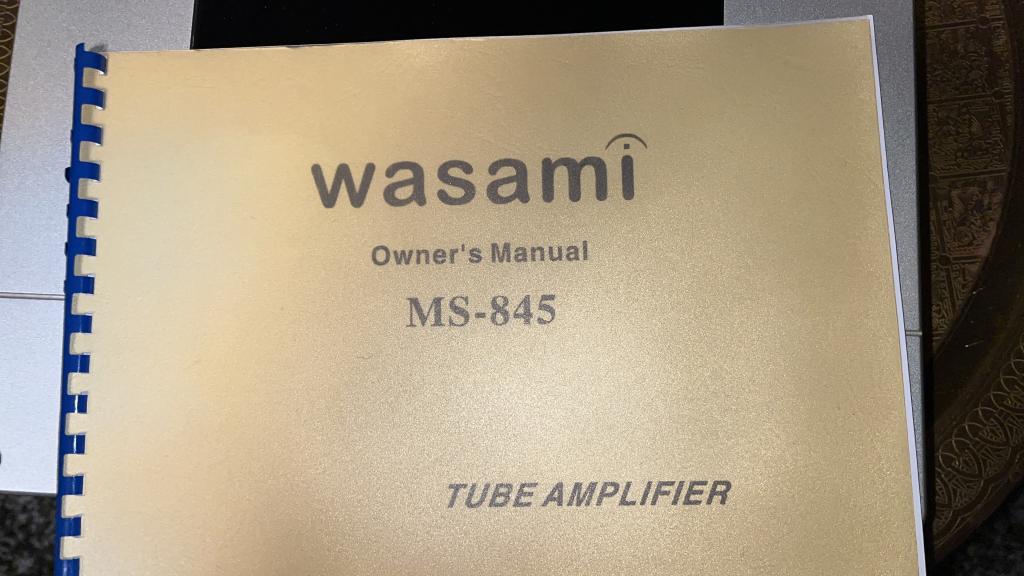 wasami
Owner's Manual
MS-845
TUBE AMPLIFIER